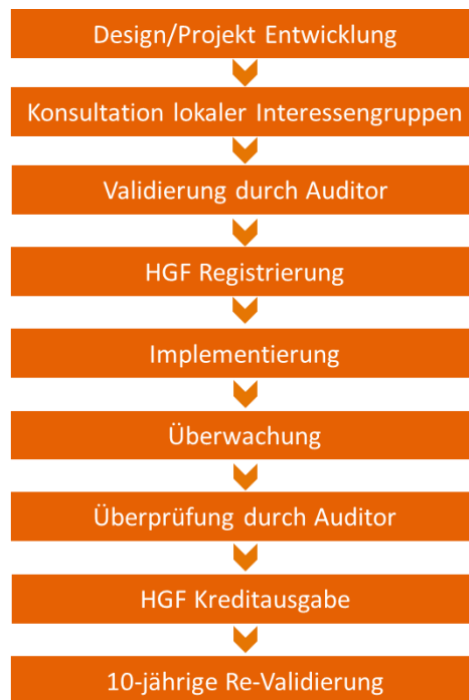 Design/Projekt Entwicklung
Konsultation lokaler Interessengruppen
Validierung durch Auditor
HGF Registrierung
Implementierung
Überwachung
Überprüfung durch Auditor
HGF Kreditausgabe
10-jährige Re-Validierung